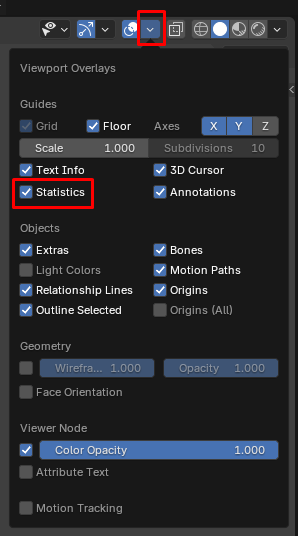 Viewport Overlays
Guides
Grid Floor Axes X Y Z
Scale 1.000 Subdivisions 10
Text Info 3D Cursor
Statistics Annotations
Objects
Extras Bones
Light Colors Motion Paths
Relationship Lines Origins
Outline Selected Origins (All)
Geometry
Wirefra... 1.000 Opacity 1.000
Face Orientation
Viewer Node
Color Opacity 1.000
Attribute Text
Motion Tracking